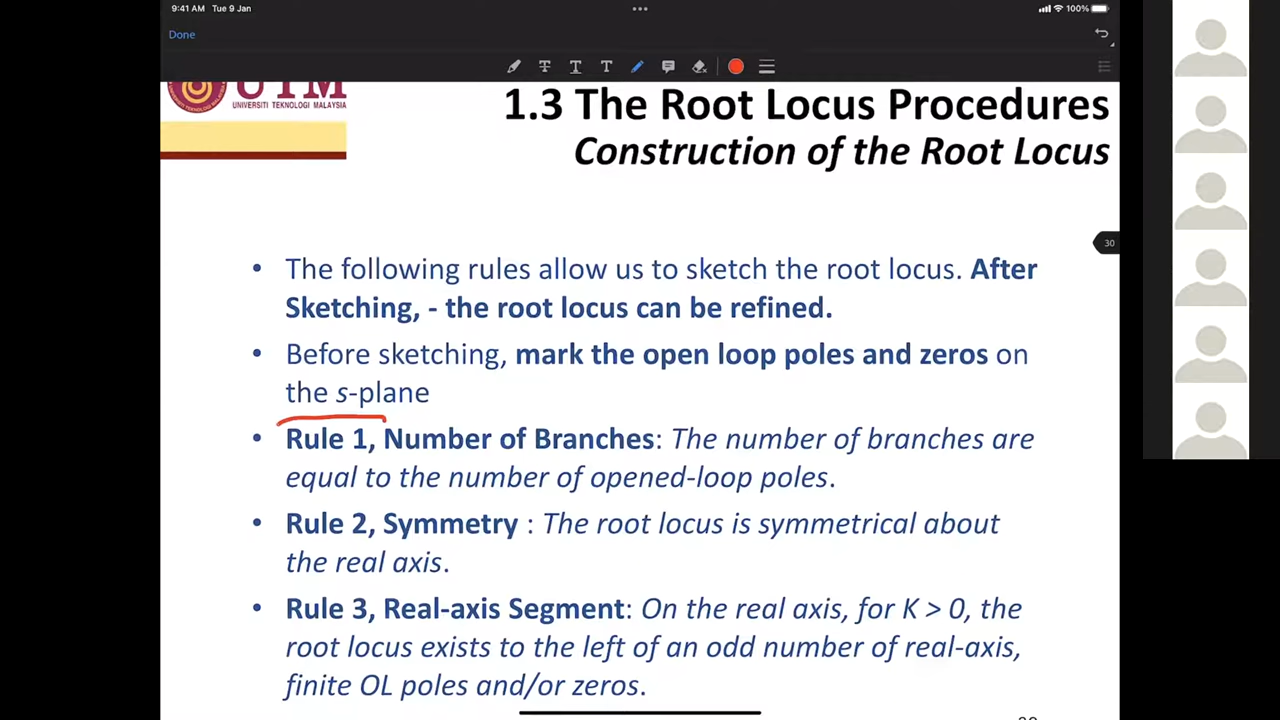 9:41 AM Tue 9 Jan
100%
Done
UTM
UNIVERSITI TEKNOLOGI MALAYSIA
1.3 The Root Locus Procedures
Construction of the Root Locus
30
• The following rules allow us to sketch the root locus. After
Sketching, - the root locus can be refined.
• Before sketching, mark the open loop poles and zeros on
the s-plane
• Rule 1, Number of Branches: The number of branches are
equal to the number of opened-loop poles.
• Rule 2, Symmetry : The root locus is symmetrical about
the real axis.
• Rule 3, Real-axis Segment: On the real axis, for K > 0, the
root locus exists to the left of an odd number of real-axis,
finite OL poles and/or zeros.